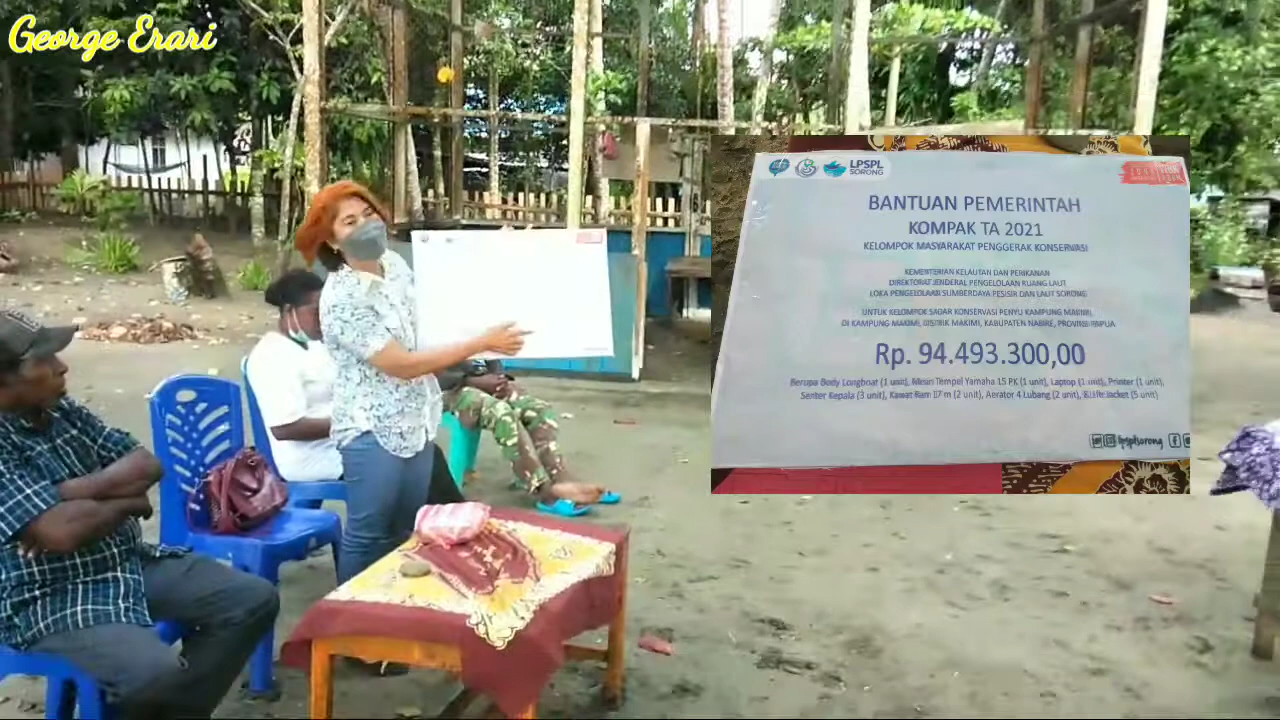 George Erari
LPSPL
SORONG
BANTUAN PEMERINTAH
KOMPAK TA 2021
KELOMPOK MASYARAKAT PENGGERAK KONSERVASI
KEMENTERIAN KELAUTAN DAN PERIKANAN
DIREKTORAT JENDERAL PENGELOLAAN RUANG LAUT
LOKA PENGELOLAAN SUMBERDAYA PESISIR DAN LAUT SORONG
UNTUK KELOMPOK SADAR KONSERVASI PENYU KAMPUNG MAKIMI
DI KAMPUNG MAKIMI, DISTRIK MAKIMI, KABUPATEN NABIRE, PROVINSI PAPUA
Rp. 94.493.300,00
Berupa Body Longboat (1 unit), Mesin Tempel Yamaha 15 PK (1 unit), Laptop (1 unit), Printer (1 unit),
Senter Kepala (3 unit), Kawat Ram 17 m (2 unit), Aerator 4 Lubang (2 unit), Jacket (5 unit)
lpsplsorong